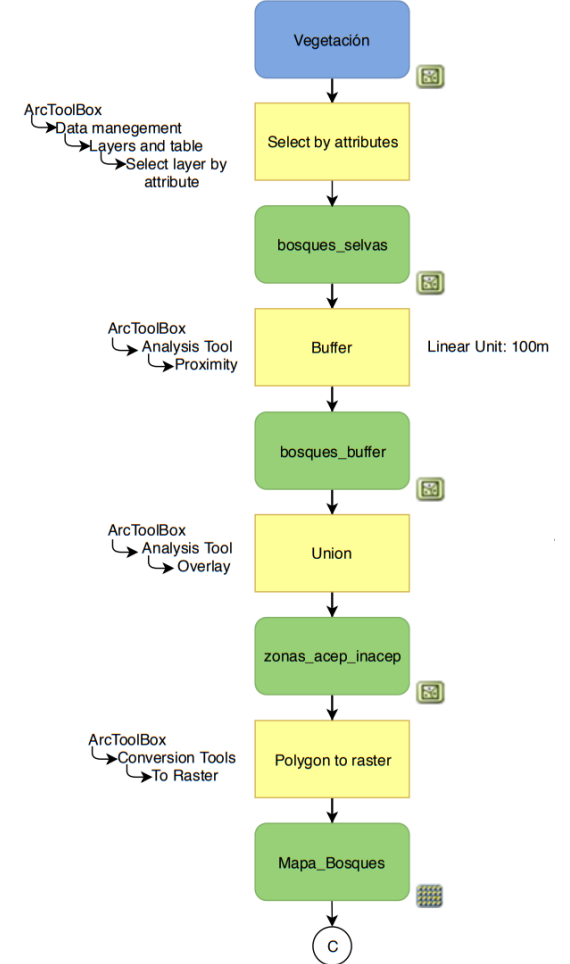 Vegetación
ArcToolBox
Data manegement
Layers and table
Select layer by
attribute
Select by attributes
bosques_selvas
ArcToolBox
Analysis Tool
Proximity
Buffer
Linear Unit: 100m
bosques_buffer
ArcToolBox
Analysis Tool
Overlay
Union
zonas_acep_inacep
ArcToolBox
Conversion Tools
To Raster
Polygon to raster
Mapa_Bosques
C